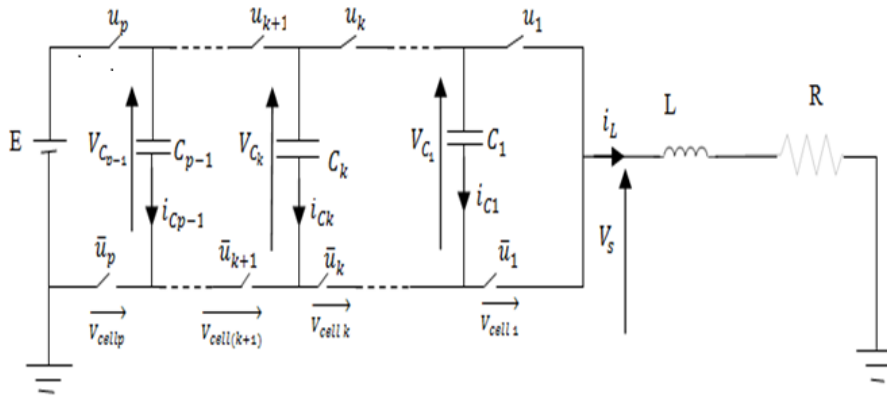 u_p u_{k+1} u_k u_1
E V_{C_{p-1}} C_{p-1} V_{C_k} C_k V_{C_1} C_1 i_L L R
i_{Cp-1} i_{Ck} i_{C1}
V_s
ū_p ū_{k+1} ū_k ū_1
V_{cellp} V_{cell(k+1)} V_{cell k} V_{cell 1}